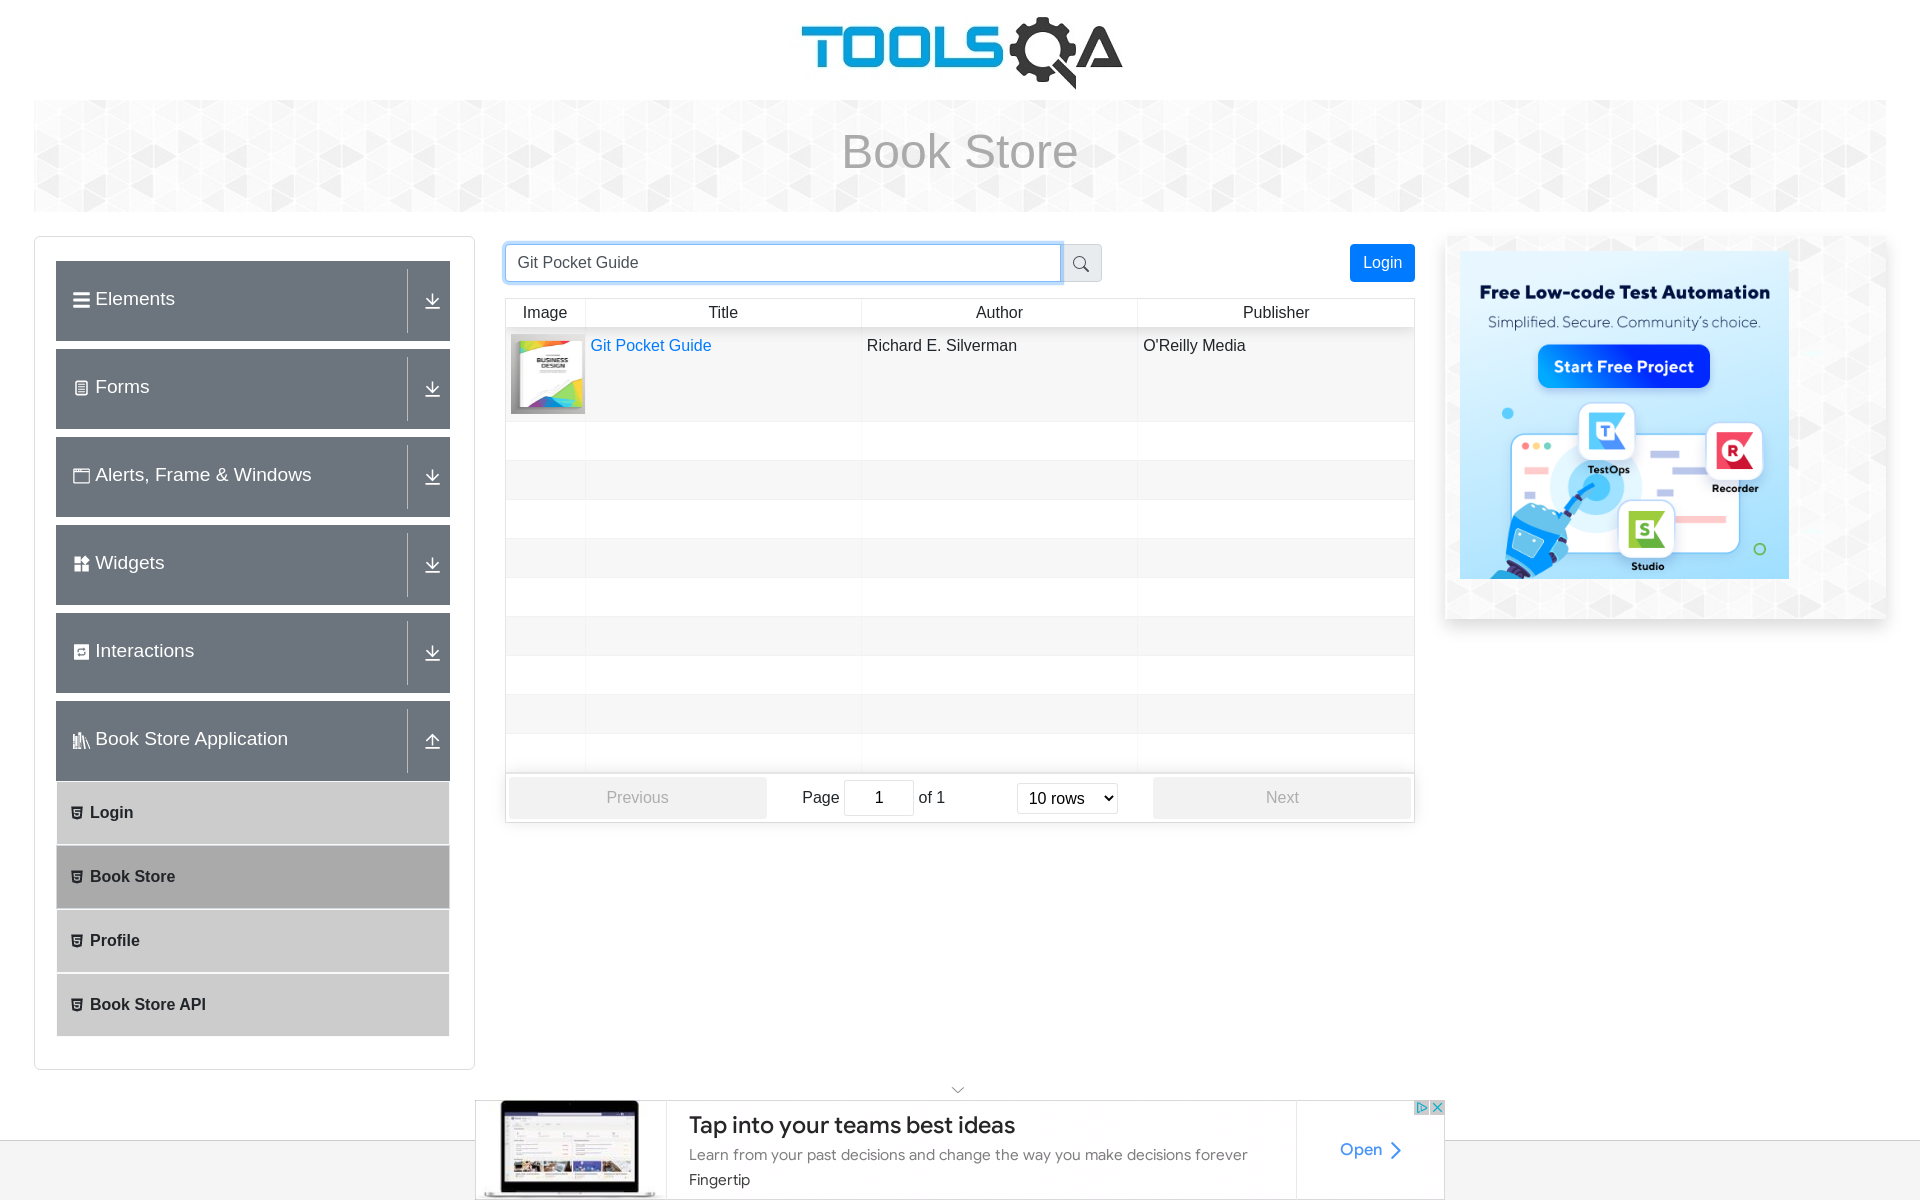 TOOLSQA
Book Store
Elements
Forms
Alerts, Frame & Windows
Widgets
Interactions
Book Store Application
Login
Book Store
Profile
Book Store API
Git Pocket Guide
Login
Image Title Author Publisher
BUSINESS
DESIGN
Git Pocket Guide Richard E. Silverman O'Reilly Media
Previous Page 1 of 1 10 rows Next
Free Low-code Test Automation
Simplified. Secure. Community's choice.
Start Free Project
T
TestOps
R
Recorder
S
Studio
Tap into your teams best ideas
Learn from your past decisions and change the way you make decisions forever
Fingertip
Open